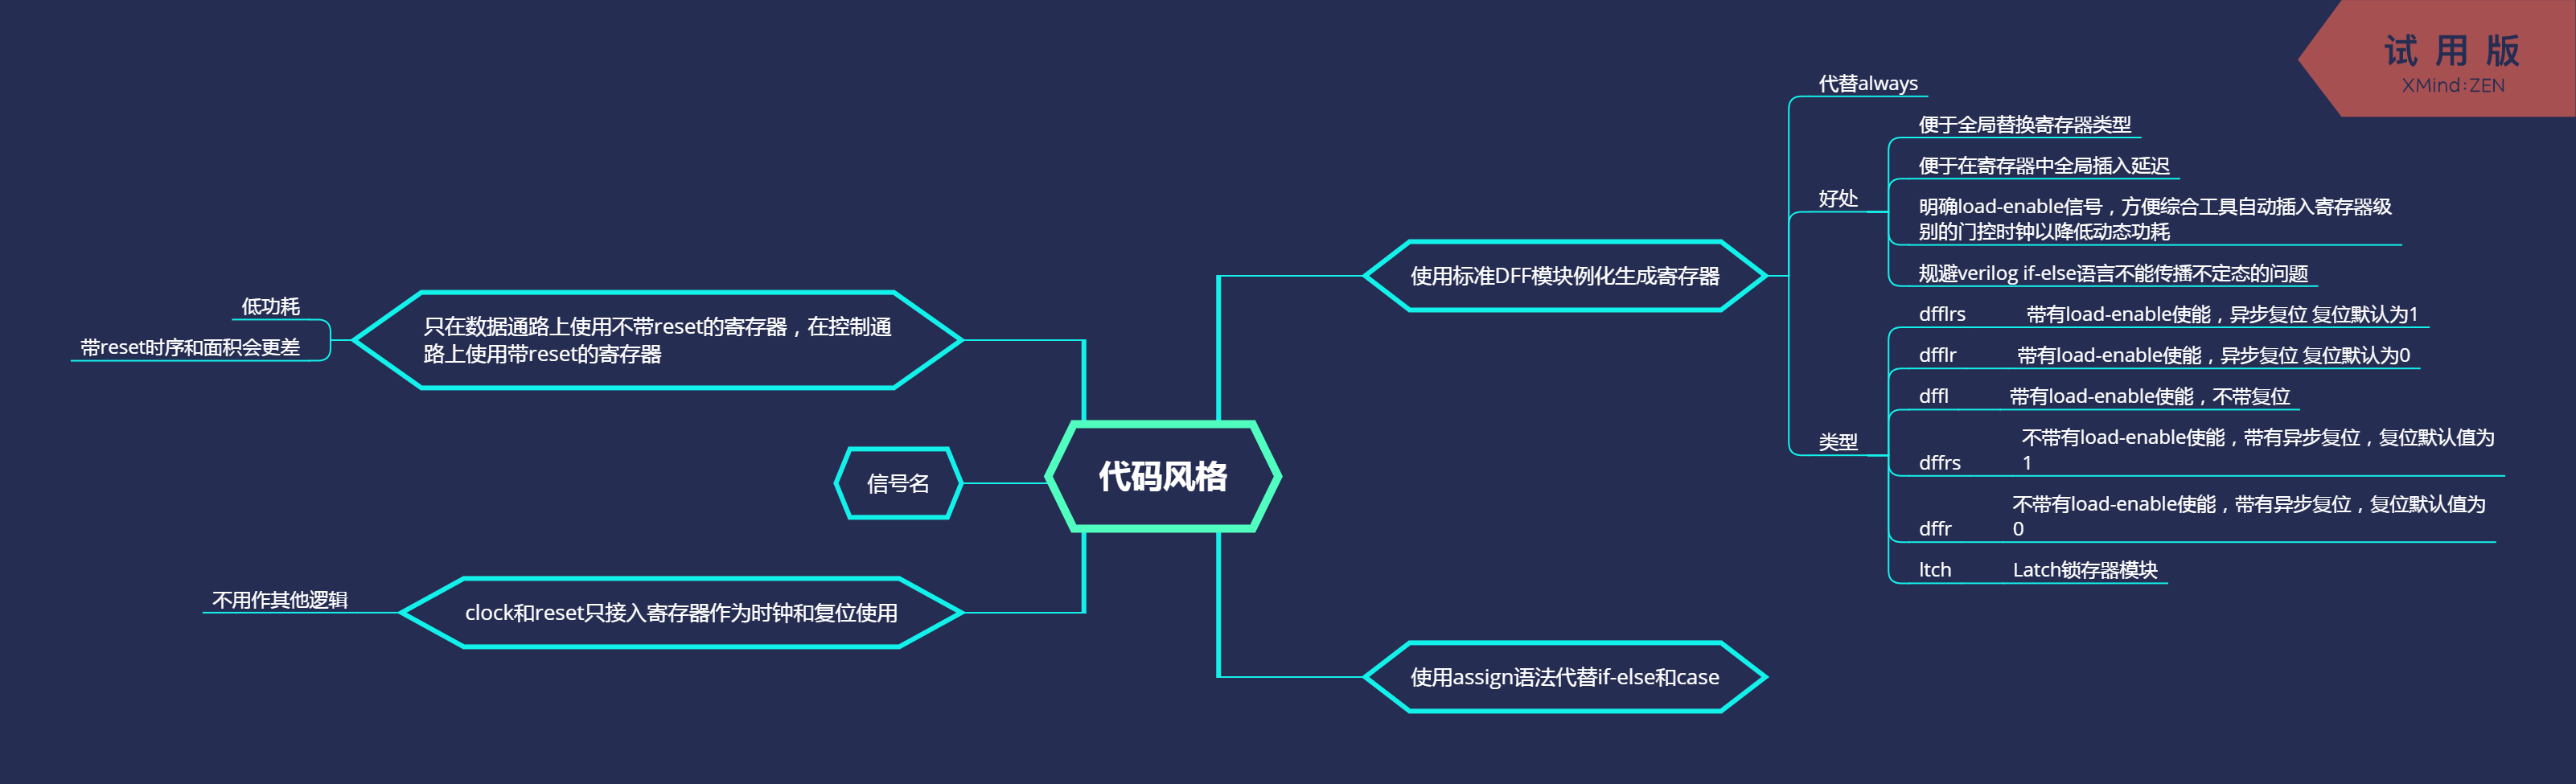 试用版
XMind:ZEN
代码风格
使用标准DFF模块例化生成寄存器
代替always
好处
便于全局替换寄存器类型
便于在寄存器中全局插入延迟
明确load-enable信号，方便综合工具自动插入寄存器级
别的门控时钟以降低动态功耗
规避verilog if-else语言不能传播不定态的问题
类型
dfflrs
带有load-enable使能，异步复位 复位默认为1
dfflr
带有load-enable使能，异步复位 复位默认为0
dffl
带有load-enable使能，不带复位
dffrs
不带有load-enable使能，带有异步复位，复位默认值为
1
dffr
不带有load-enable使能，带有异步复位，复位默认值为
0
ltch
Latch锁存器模块
使用assign语法代替if-else和case
只在数据通路上使用不带reset的寄存器，在控制通
路上使用带reset的寄存器
低功耗
带reset时序和面积会更差
信号名
clock和reset只接入寄存器作为时钟和复位使用
不用作其他逻辑